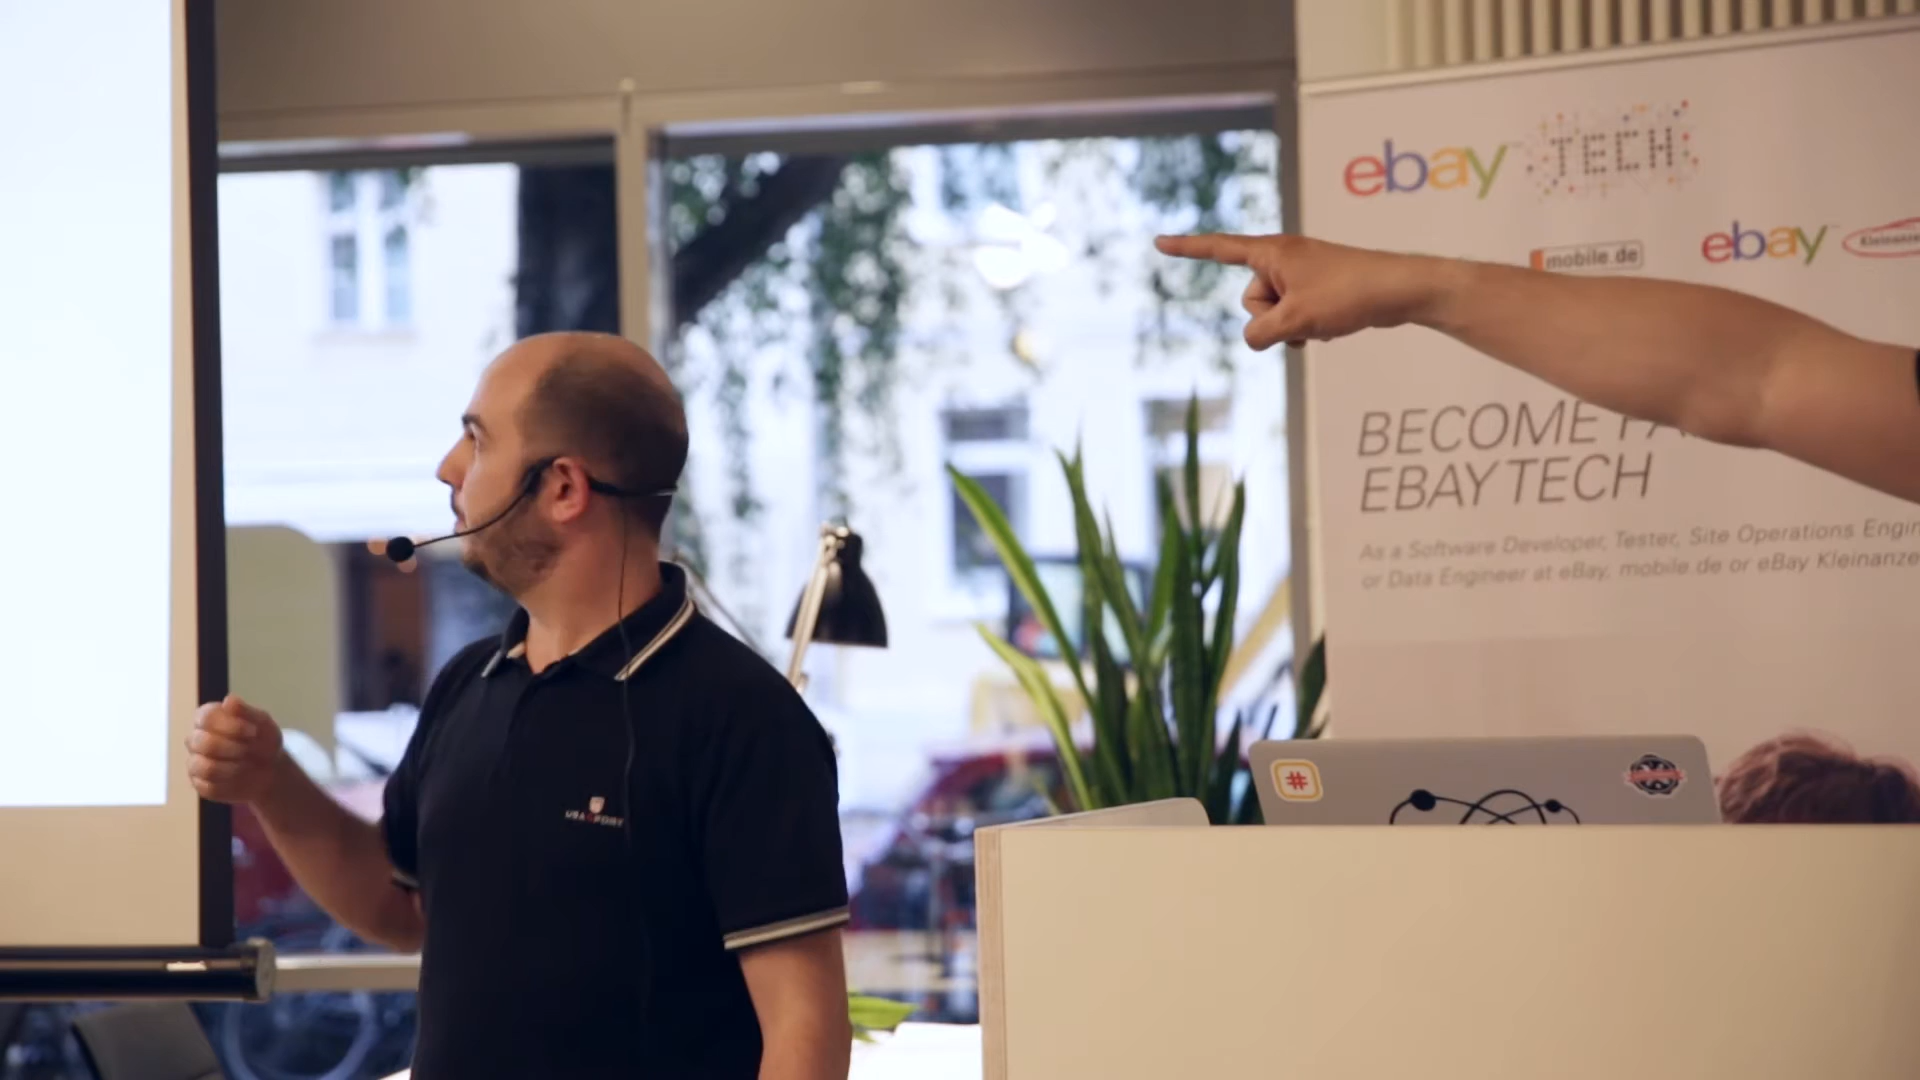 ebay TECH
mobile.de
ebay
BECOME
EBAY TECH
As a Software Developer, Tester, Site Operations
or Data Engineer at eBay, mobile.de or eBay
#